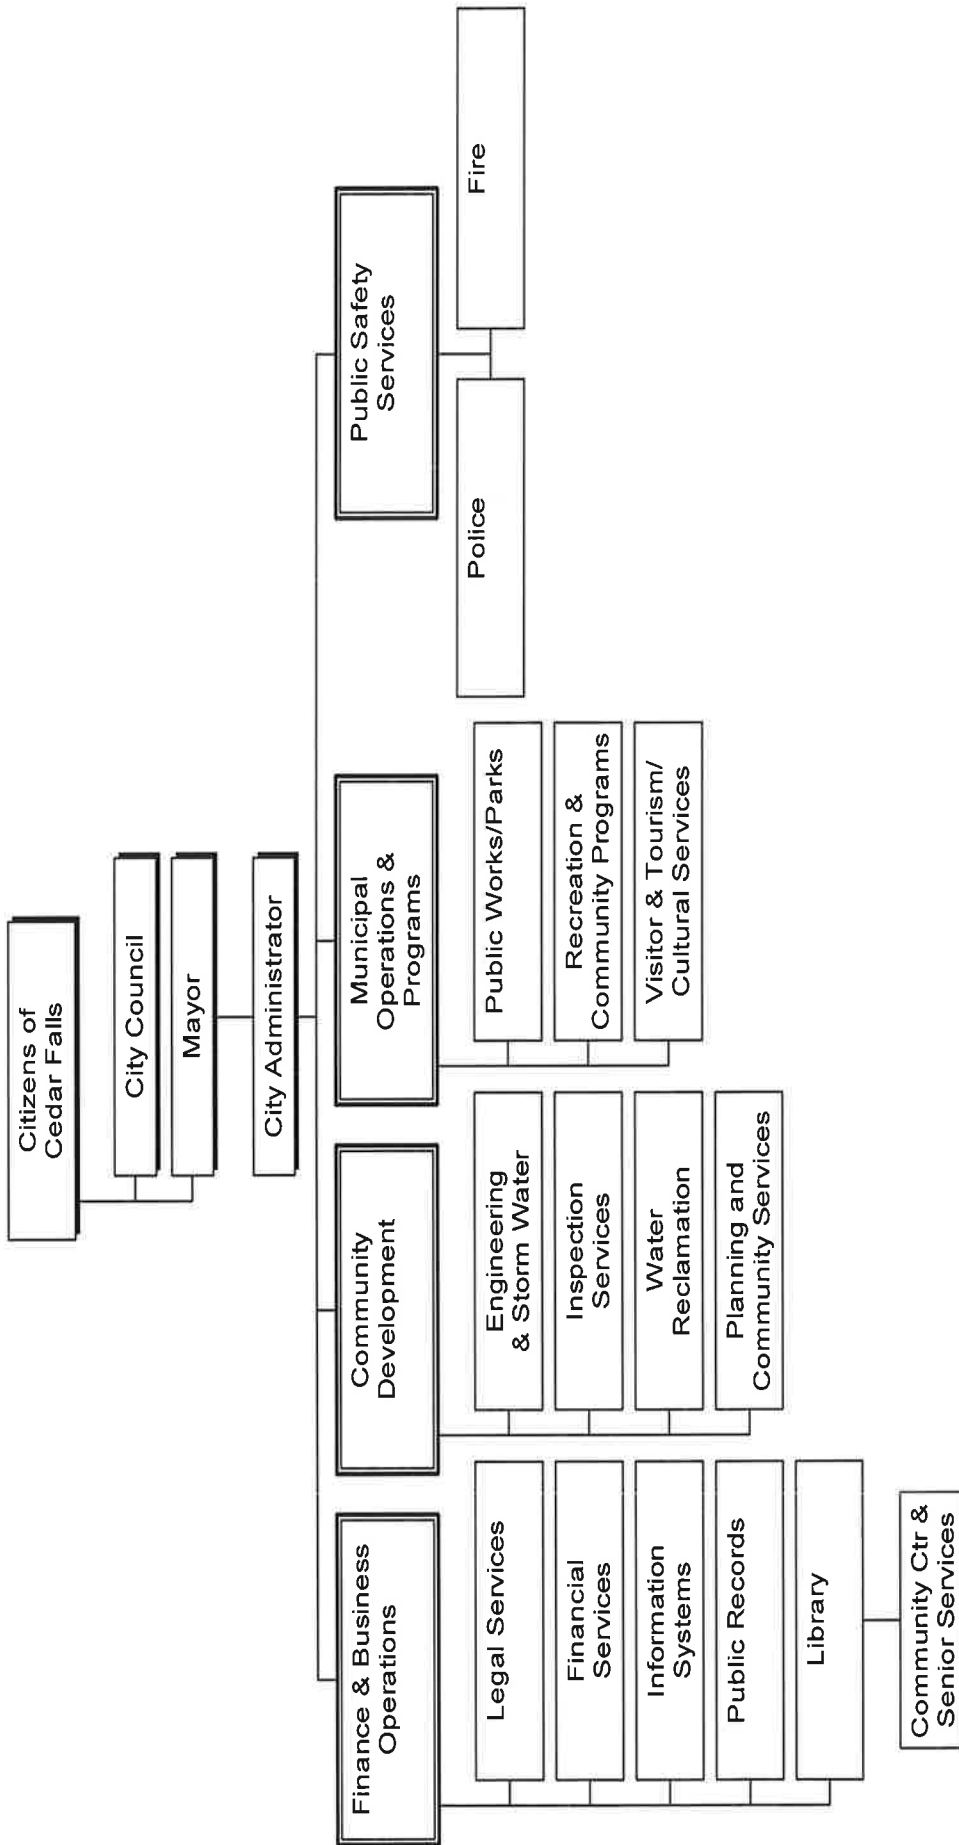 Citizens of
Cedar Falls
City Council
Mayor
City Administrator
Finance & Business
Operations
Community
Development
Municipal
Operations &
Programs
Public Safety
Services
Legal Services
Financial
Services
Information
Systems
Public Records
Library
Community Ctr &
Senior Services
Engineering
& Storm Water
Inspection
Services
Water
Reclamation
Planning and
Community Services
Public Works/Parks
Recreation &
Community Programs
Visitor & Tourism/
Cultural Services
Police
Fire